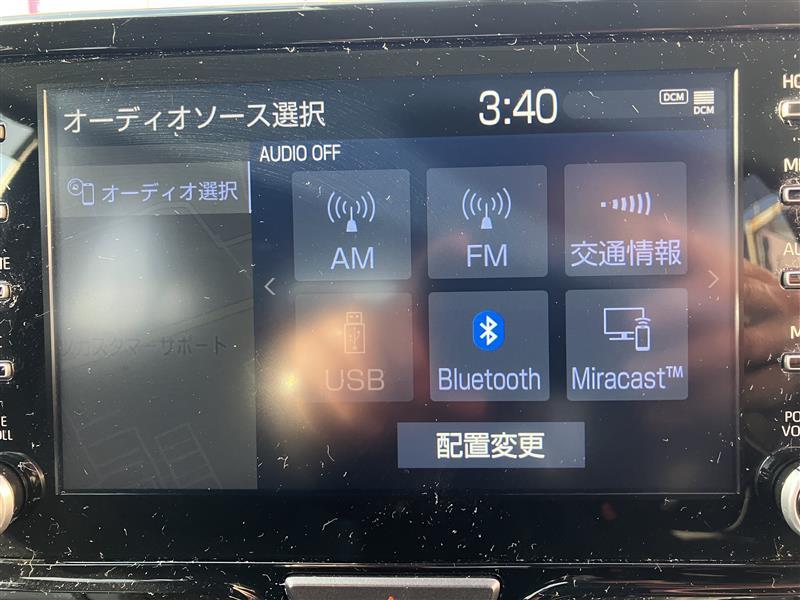 オーディオソース選択
3:40
DCM
DCM
AUDIO OFF
オーディオ選択
AM
FM
交通情報
カスタマーサポート
USB
Bluetooth
Miracast™
配置変更